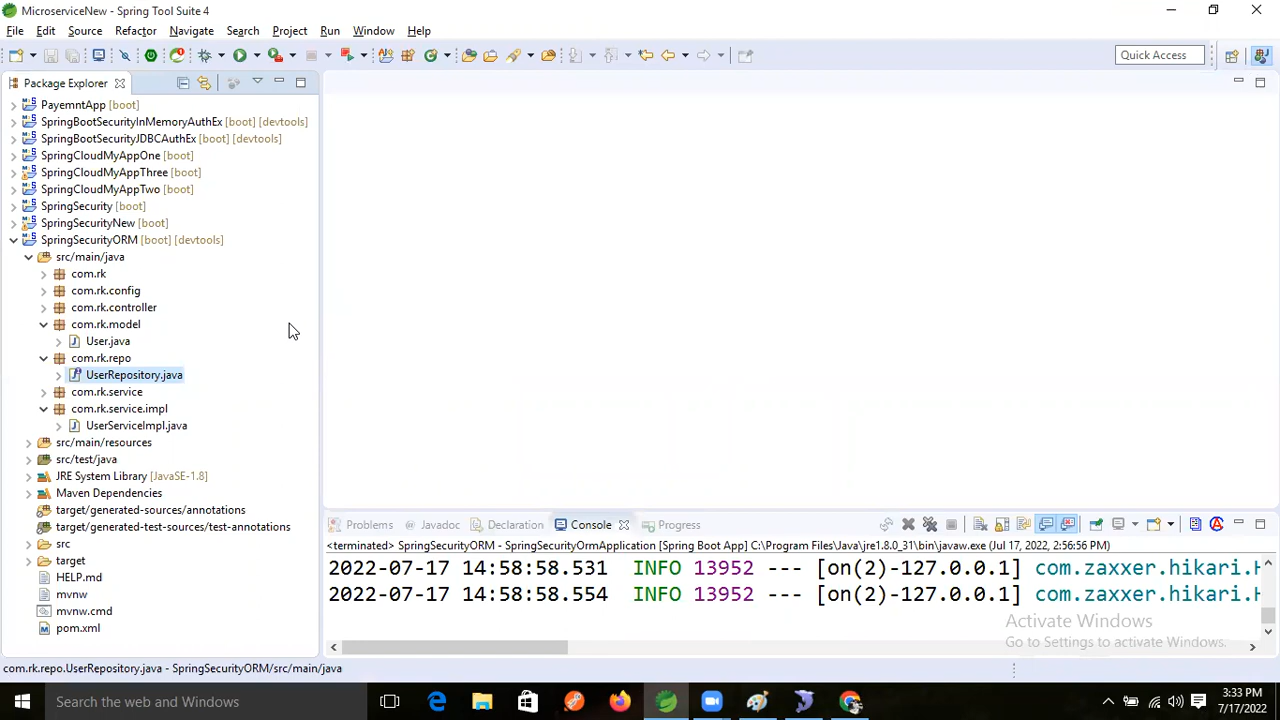 MicroserviceNew - Spring Tool Suite 4
File Edit Source Refactor Navigate Search Project Run Window Help
Quick Access
Package Explorer
PayemntApp [boot]
SpringBootSecurityInMemoryAuthEx [boot] [devtools]
SpringBootSecurityJDBCAuthEx [boot] [devtools]
SpringCloudMyAppOne [boot]
SpringCloudMyAppThree [boot]
SpringCloudMyAppTwo [boot]
SpringSecurity [boot]
SpringSecurityNew [boot]
SpringSecurityORM [boot] [devtools]
src/main/java
com.rk
com.rk.config
com.rk.controller
com.rk.model
User.java
com.rk.repo
UserRepository.java
com.rk.service
com.rk.service.impl
UserServiceImpl.java
src/main/resources
src/test/java
JRE System Library [JavaSE-1.8]
Maven Dependencies
target/generated-sources/annotations
target/generated-test-sources/test-annotations
src
target
HELP.md
mvnw
mvnw.cmd
pom.xml
Problems Javadoc Declaration Console Progress
<terminated> SpringSecurityORM - SpringSecurityOrmApplication [Spring Boot App] C:\Program Files\Java\jre1.8.0_31\bin\javaw.exe (Jul 17, 2022, 2:56:56 PM)
2022-07-17 14:58:58.531 INFO 13952 --- [on(2)-127.0.0.1] com.zaxxer.hikari.H
2022-07-17 14:58:58.554 INFO 13952 --- [on(2)-127.0.0.1] com.zaxxer.hikari.H
Activate Windows
Go to Settings to activate Windows.
com.rk.repo.UserRepository.java - SpringSecurityORM/src/main/java
Search the web and Windows
3:33 PM
7/17/2022